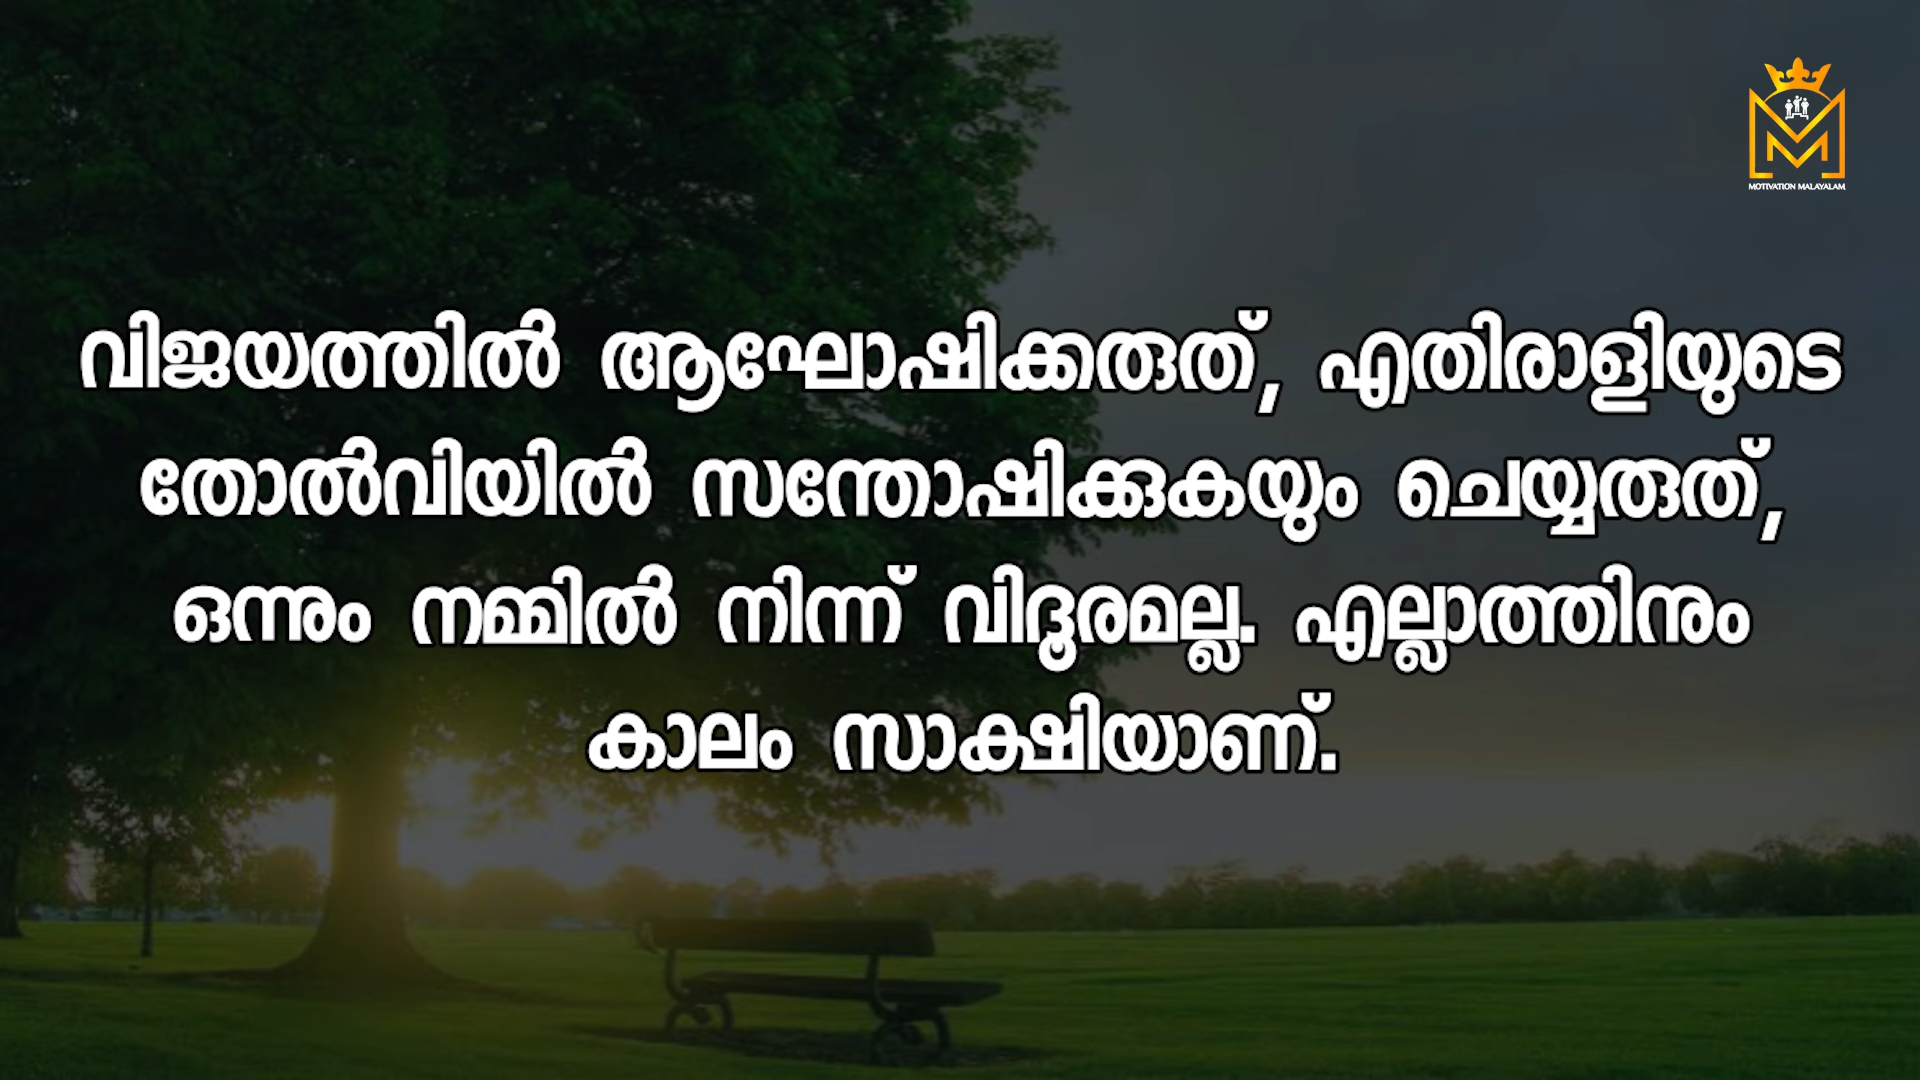 MOTIVATION MALAYALAM
വിജയത്തിൽ ആഘോഷിക്കരുത്, എതിരാളിയുടെ
തോൽവിയിൽ സന്തോഷിക്കുകയും ചെയ്യരുത്,
ഒന്നും നമ്മിൽ നിന്ന് വിദൂരമല്ല. എല്ലാത്തിനും
കാലം സാക്ഷിയാണ്.